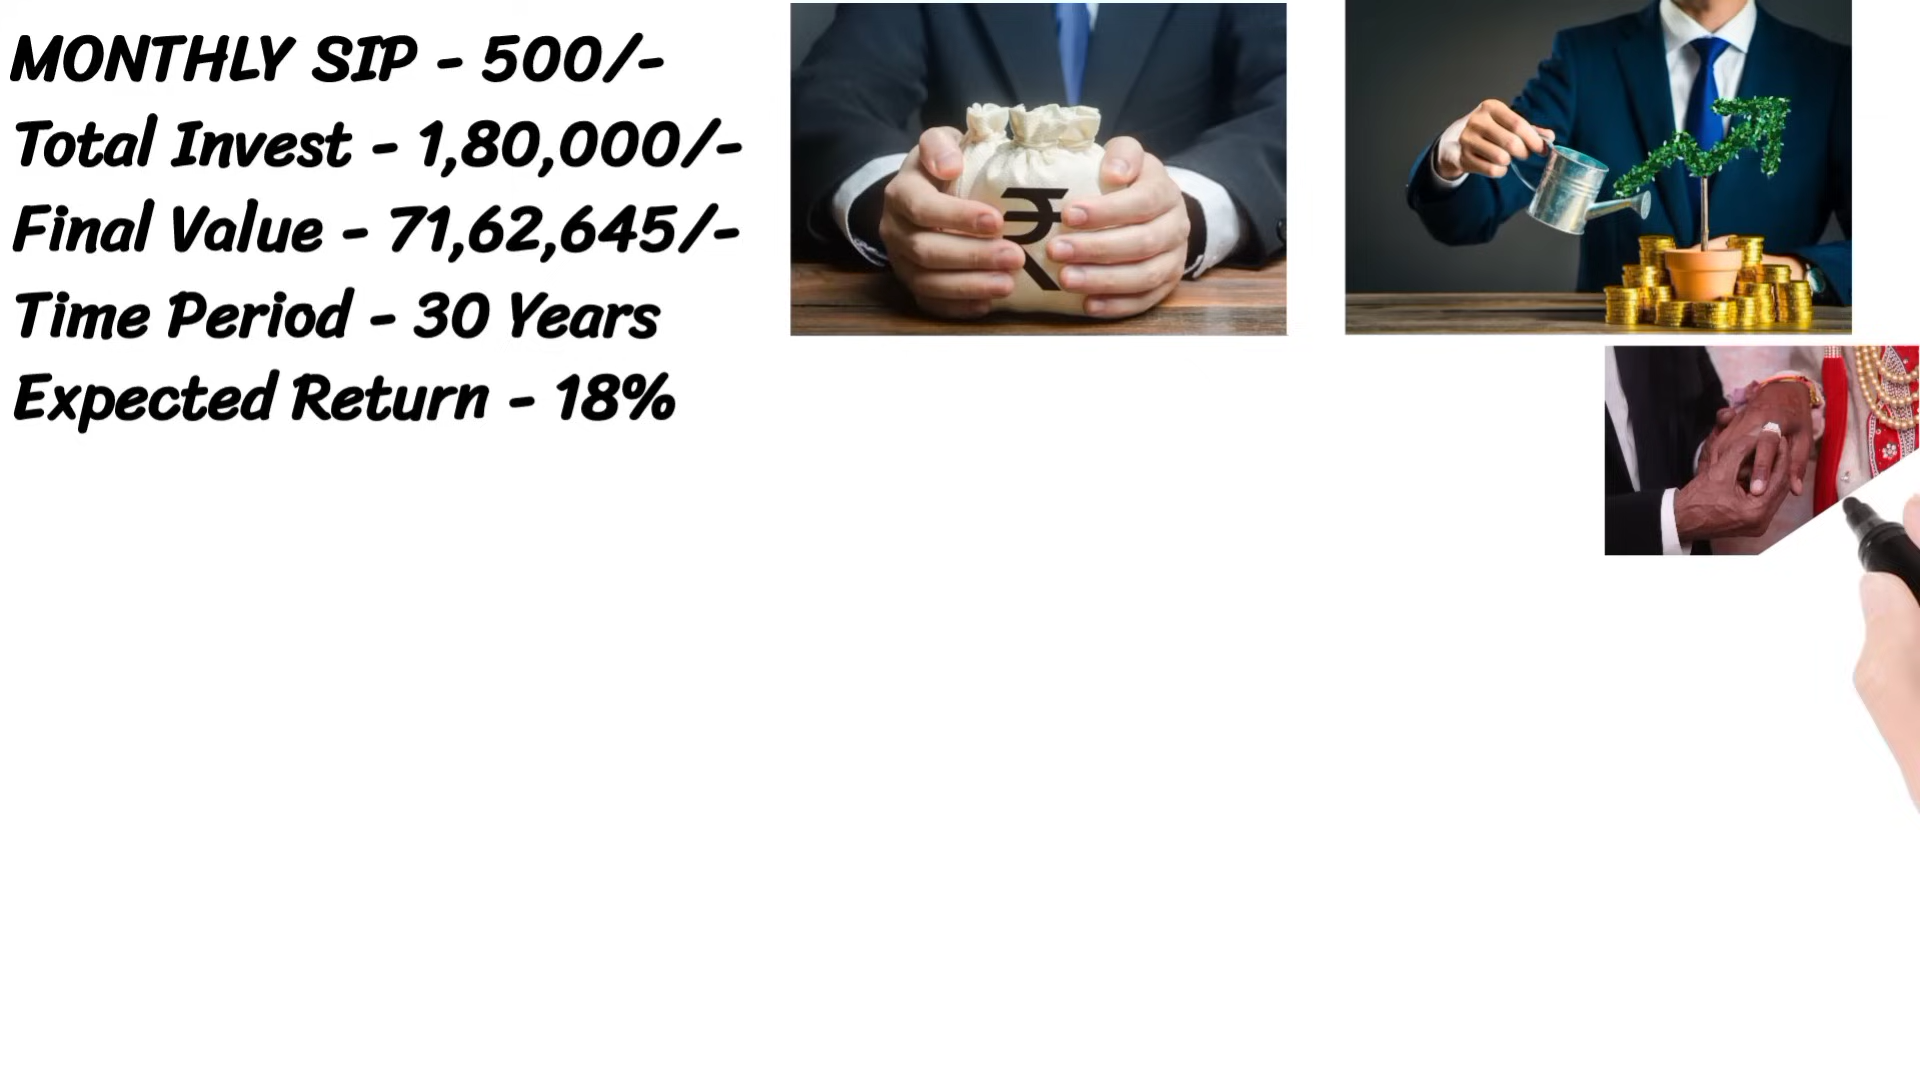 MONTHLY SIP - 500/-
Total Invest - 1,80,000/-
Final Value - 71,62,645/-
Time Period - 30 Years
Expected Return - 18%
₹